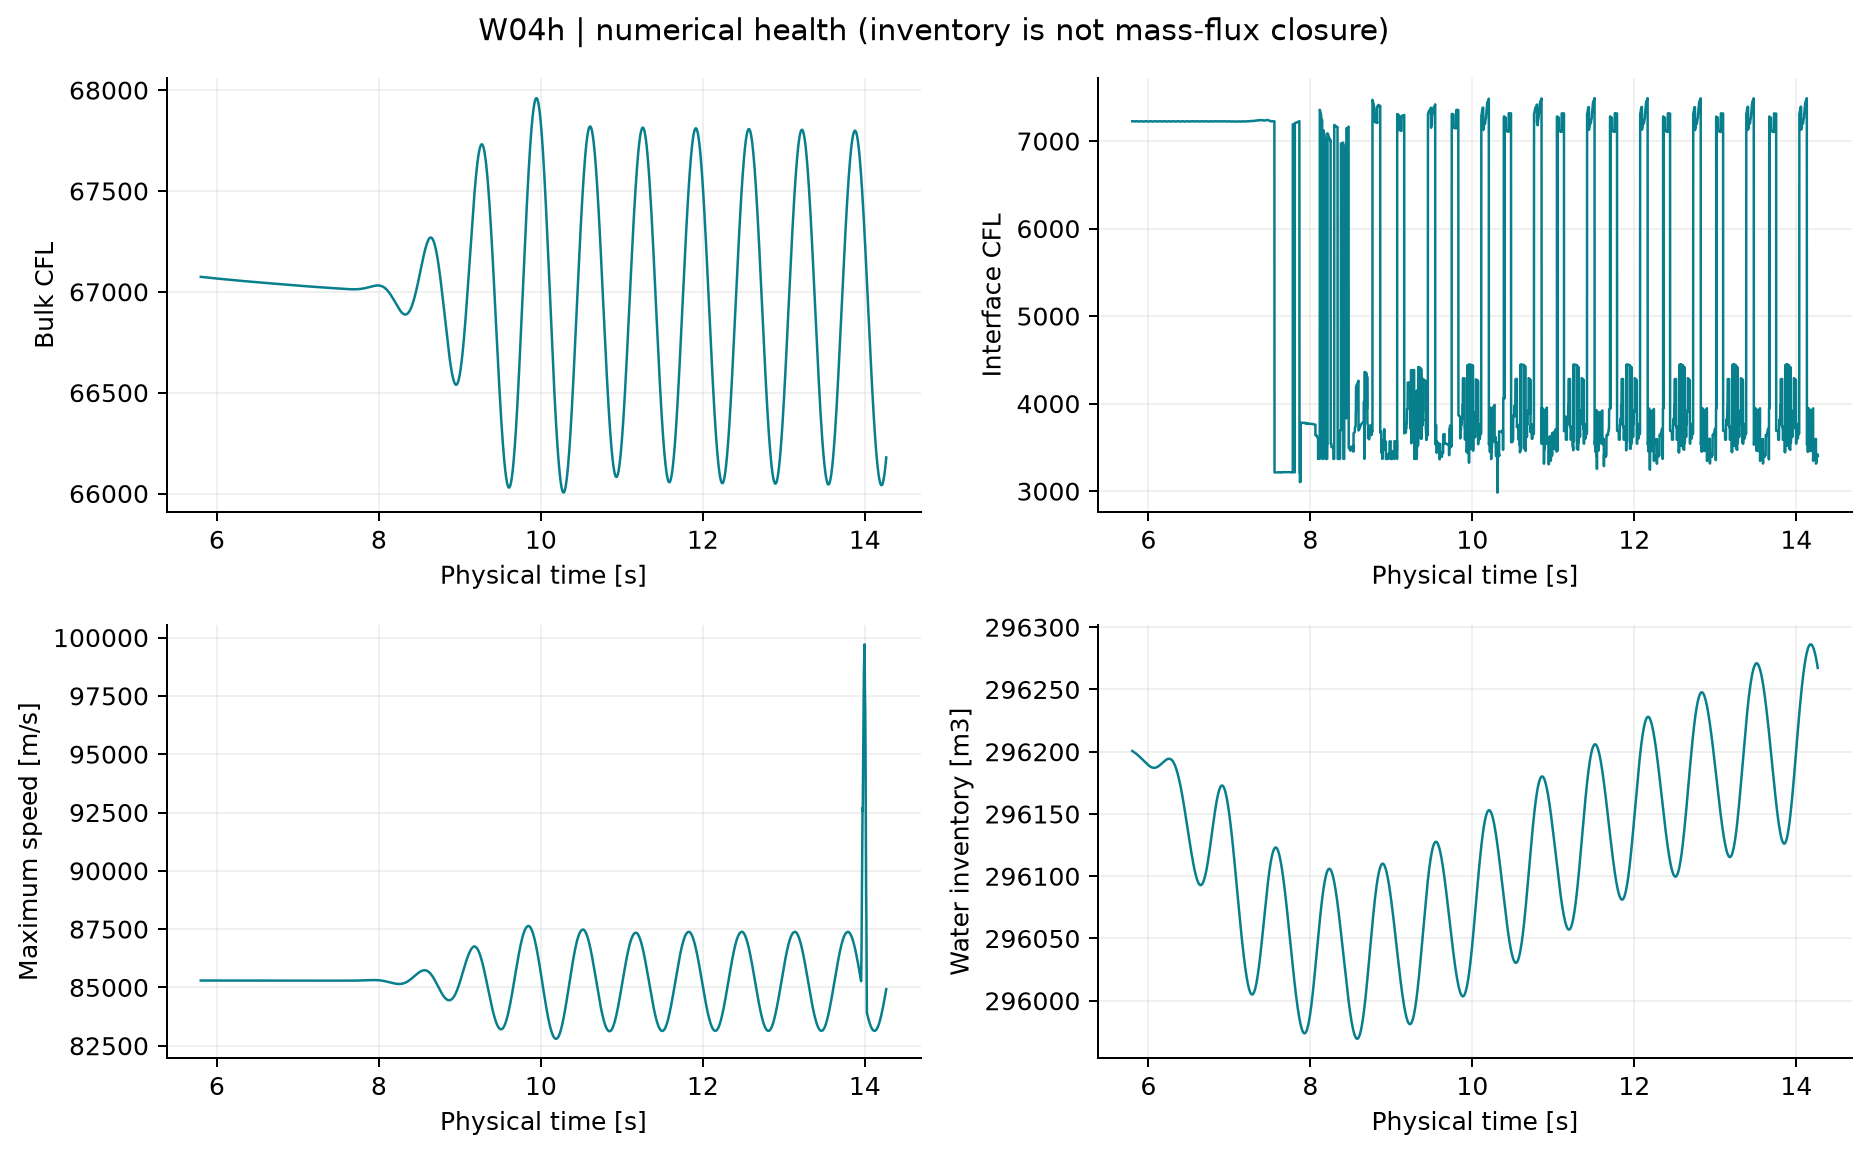 W04h | numerical health (inventory is not mass-flux closure)
68000
67500
67000
66500
66000
Bulk CFL
6 8 10 12 14
Physical time [s]
7000
6000
5000
4000
3000
Interface CFL
6 8 10 12 14
Physical time [s]
100000
97500
95000
92500
90000
87500
85000
82500
Maximum speed [m/s]
6 8 10 12 14
Physical time [s]
296300
296250
296200
296150
296100
296050
296000
Water inventory [m3]
6 8 10 12 14
Physical time [s]